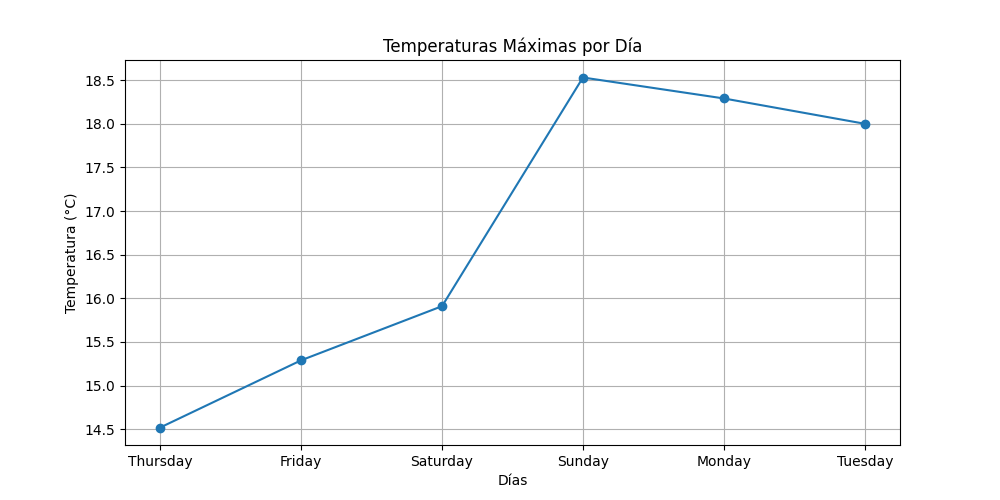 Temperaturas Máximas por Día
Temperatura (°C)
18.5
18.0
17.5
17.0
16.5
16.0
15.5
15.0
14.5
Thursday Friday Saturday Sunday Monday Tuesday
Días